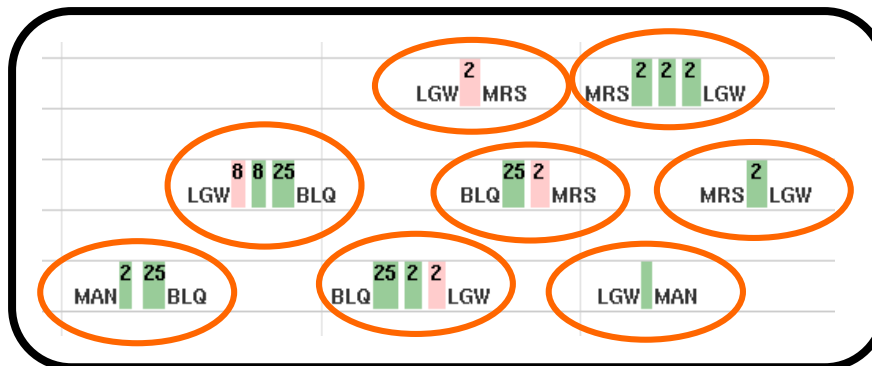 2 2 2 2
LGW MRS MRS LGW
8 8 25 25 2 2
LGW BLQ BLQ MRS MRS LGW
2 25 25 2 2
MAN BLQ BLQ LGW LGW MAN